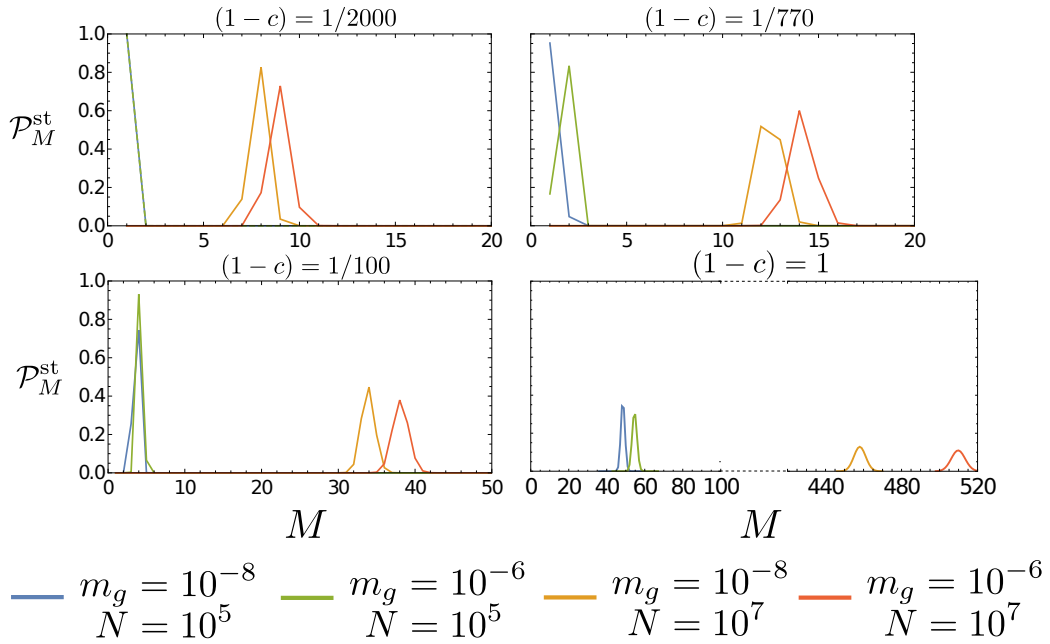 (1 − c) = 1/2000
(1 − c) = 1/770
1.0
0.8
0.6
0.4
0.2
0.0
𝒫_M^st
0 5 10 15 20
0 5 10 15 20
(1 − c) = 1/100
(1 − c) = 1
1.0
0.8
0.6
0.4
0.2
0.0
𝒫_M^st
0 10 20 30 40 50
0 20 40 60 80 100 440 480 520
M
M
m_g = 10^−8
N = 10^5
m_g = 10^−6
N = 10^5
m_g = 10^−8
N = 10^7
m_g = 10^−6
N = 10^7